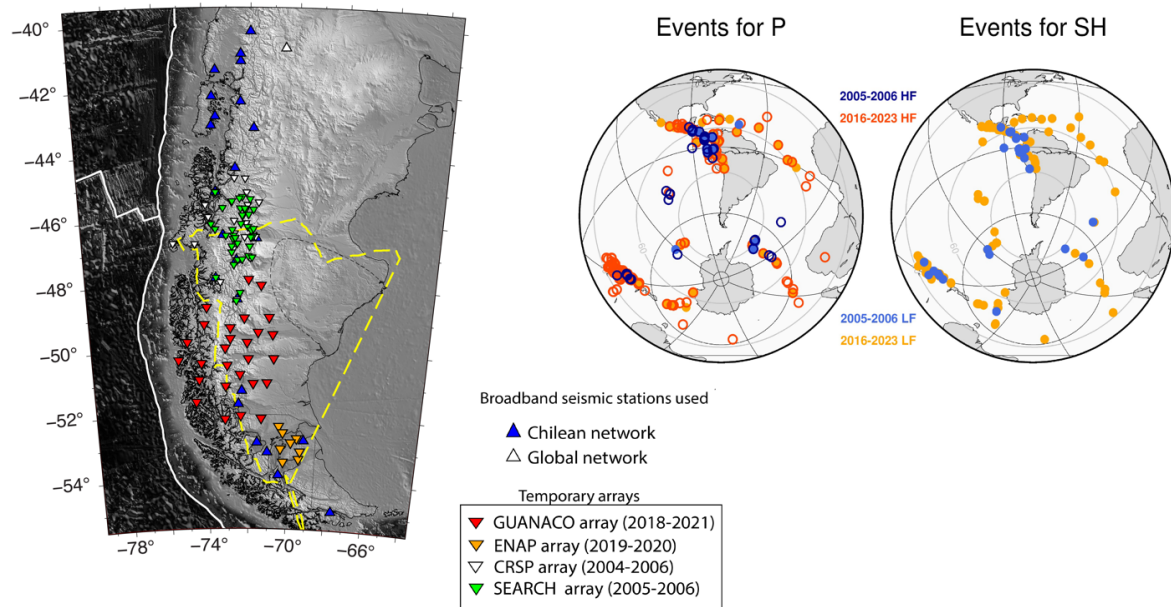 −40°
−42°
−44°
−46°
−48°
−50°
−52°
−54°
−78°
−74°
−70°
−66°
Events for P
Events for SH
2005-2006 HF
2016-2023 HF
60
60
2005-2006 LF
2016-2023 LF
Broadband seismic stations used
Chilean network
Global network
Temporary arrays
GUANACO array (2018-2021)
ENAP array (2019-2020)
CRSP array (2004-2006)
SEARCH array (2005-2006)